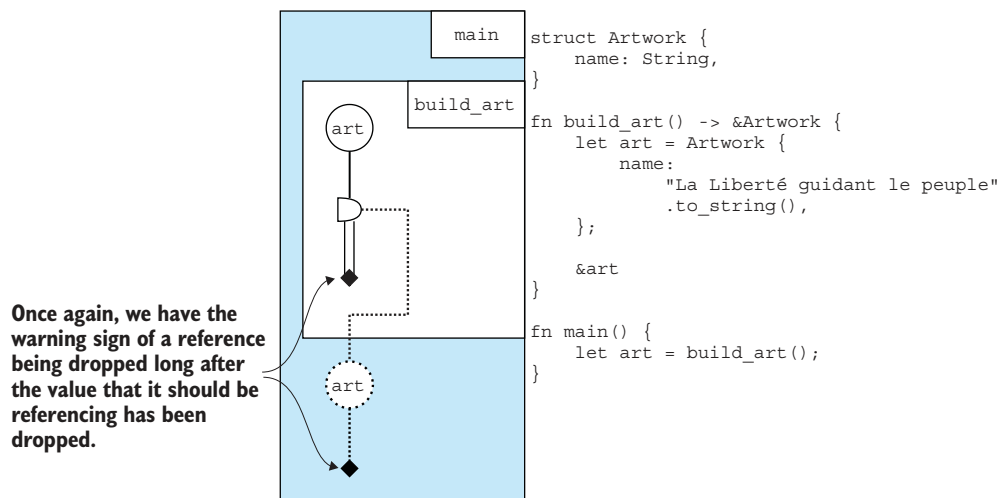 main
build_art
art
art
struct Artwork {
    name: String,
}
fn build_art() -> &Artwork {
    let art = Artwork {
        name:
            "La Liberté guidant le peuple"
            .to_string(),
    };
    &art
}
fn main() {
    let art = build_art();
}
Once again, we have the
warning sign of a reference
being dropped long after
the value that it should be
referencing has been
dropped.